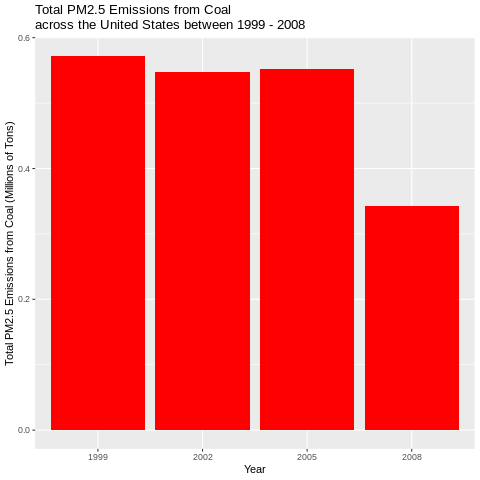 Total PM2.5 Emissions from Coal
across the United States between 1999 - 2008
Total PM2.5 Emissions from Coal (Millions of Tons)
0.6
0.4
0.2
0.0
1999 2002 2005 2008
Year